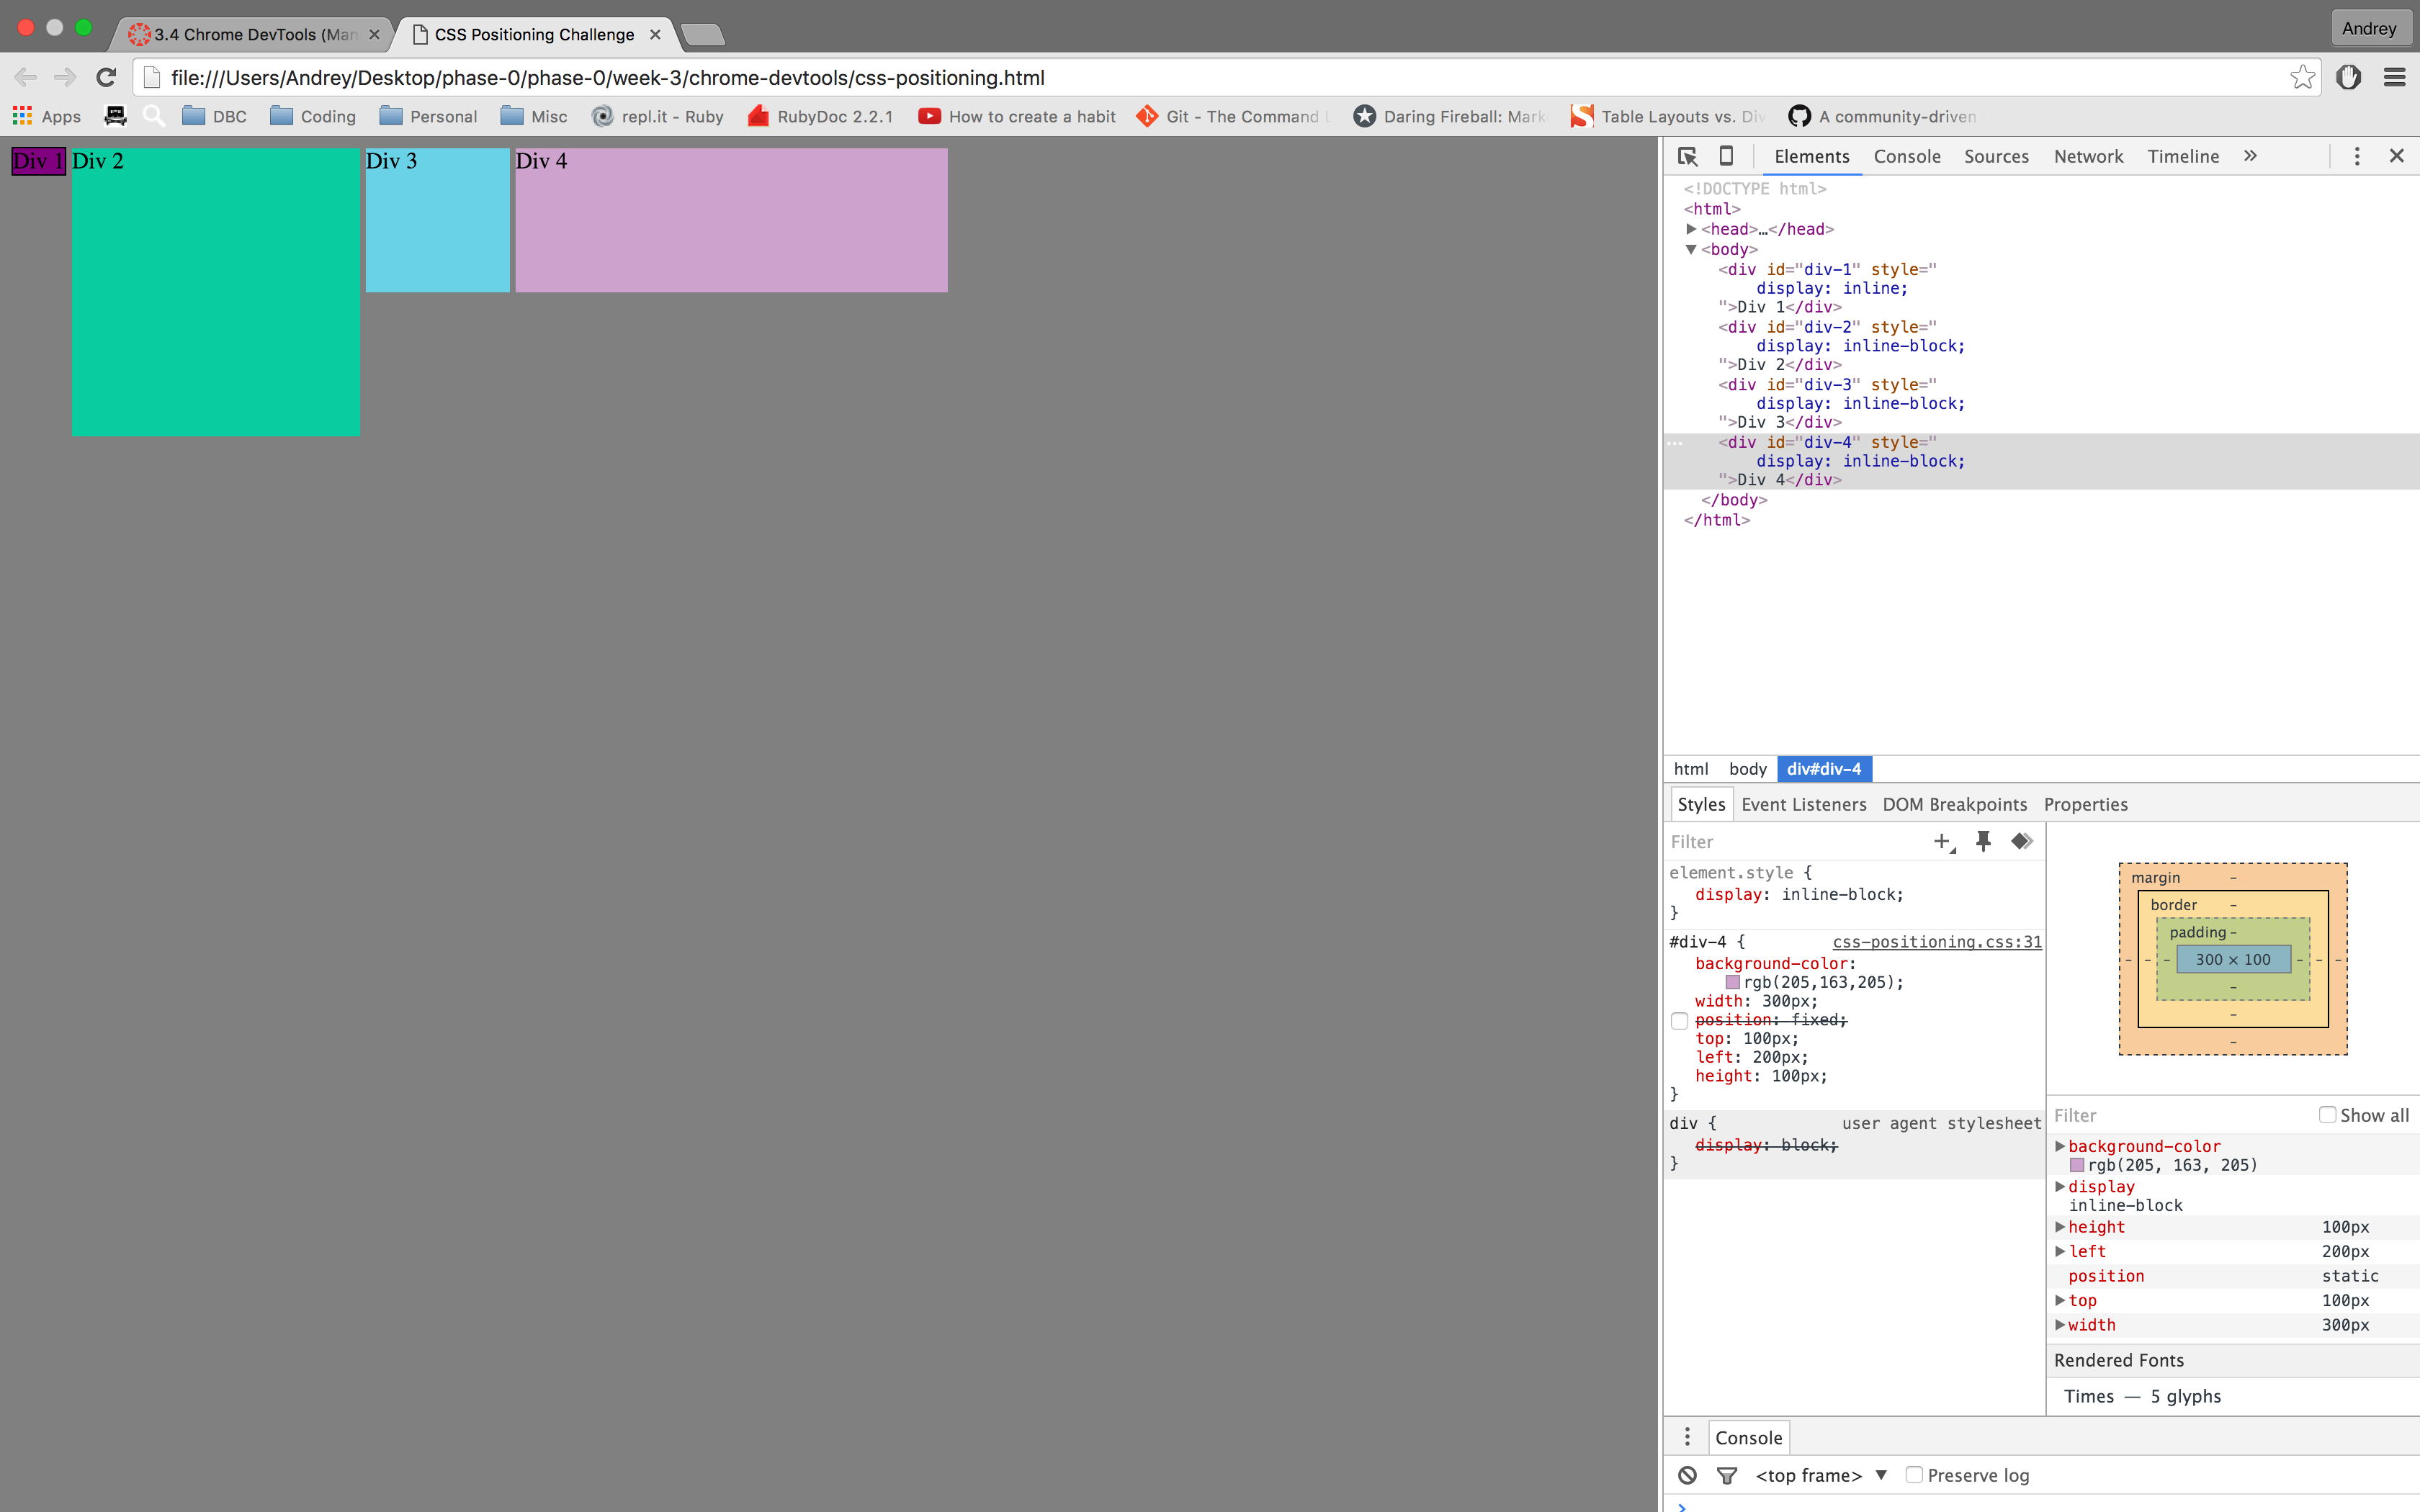 3.4 Chrome DevTools (Man
CSS Positioning Challenge
Andrey
file:///Users/Andrey/Desktop/phase-0/phase-0/week-3/chrome-devtools/css-positioning.html
Apps DBC Coding Personal Misc repl.it - Ruby RubyDoc 2.2.1 How to create a habit Git - The Command Daring Fireball: Mark Table Layouts vs. Div A community-driven
Div 1 Div 2 Div 3 Div 4
Elements Console Sources Network Timeline »
<!DOCTYPE html>
<html>
<head>…</head>
<body>
<div id="div-1" style="
display: inline;
">Div 1</div>
<div id="div-2" style="
display: inline-block;
">Div 2</div>
<div id="div-3" style="
display: inline-block;
">Div 3</div>
<div id="div-4" style="
display: inline-block;
">Div 4</div>
</body>
</html>
html body div#div-4
Styles Event Listeners DOM Breakpoints Properties
Filter
element.style {
display: inline-block;
}
#div-4 { css-positioning.css:31
background-color:
rgb(205,163,205);
width: 300px;
position: fixed;
top: 100px;
left: 200px;
height: 100px;
}
div { user agent stylesheet
display: block;
}
margin -
border -
padding -
- - - 300 × 100 - - -
-
-
-
Filter Show all
background-color
rgb(205, 163, 205)
display
inline-block
height 100px
left 200px
position static
top 100px
width 300px
Rendered Fonts
Times — 5 glyphs
Console
<top frame> ▼ Preserve log
>